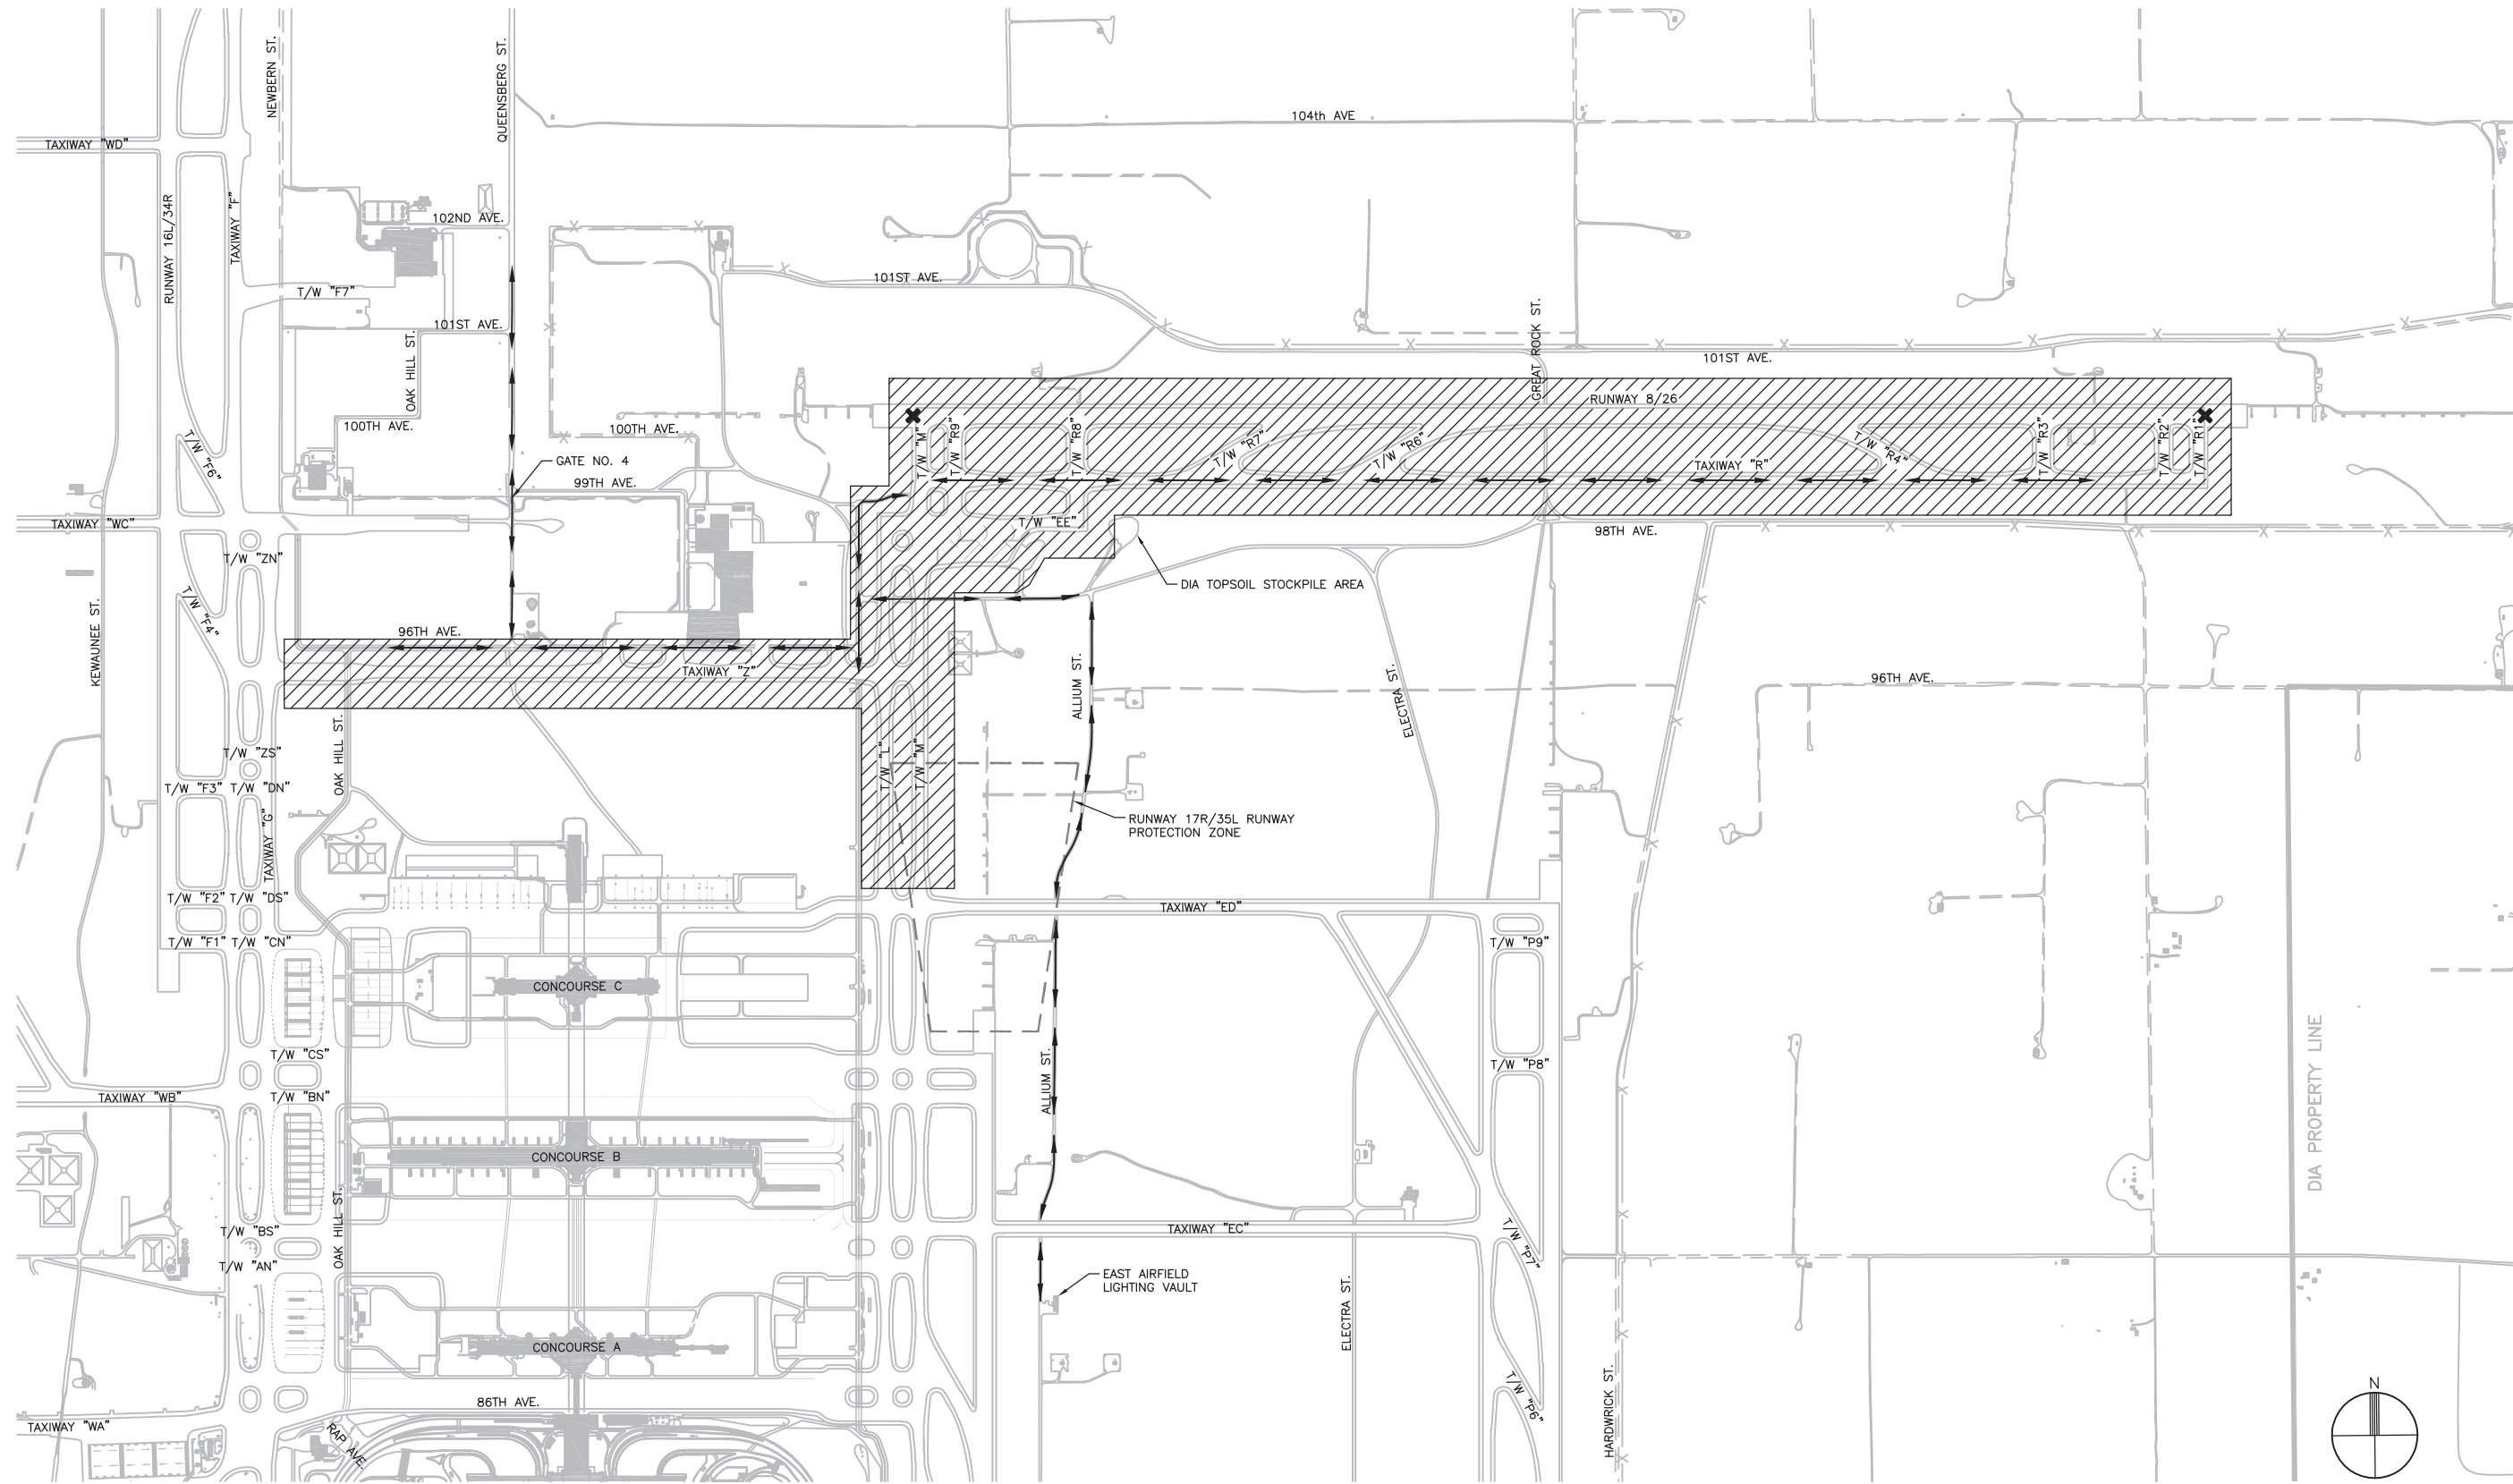 NEWBERN ST.
QUEENSBERG ST.
104th AVE
TAXIWAY "WD"
RUNWAY 16L/34R
TAXIWAY "F"
102ND AVE.
T/W "F7"
101ST AVE.
101ST AVE.
OAK HILL ST.
GREAT ROCK ST.
101ST AVE.
RUNWAY 8/26
100TH AVE.
100TH AVE.
T/W "M"
T/W "R9"
T/W "R8"
T/W "R7"
T/W "R6"
TAXIWAY "R"
T/W "R4"
T/W "R3"
T/W "R2"
T/W "R1"
T/W "F6"
GATE NO. 4
99TH AVE.
TAXIWAY "WC"
T/W "EE"
98TH AVE.
T/W "ZN"
DIA TOPSOIL STOCKPILE AREA
T/W "F4"
KEWAUNEE ST.
96TH AVE.
TAXIWAY "Z"
ALLIUM ST.
ELECTRA ST.
96TH AVE.
OAK HILL ST.
T/W "ZS"
T/W "L"
T/W "M"
T/W "F3" T/W "DN"
TAXIWAY "G"
RUNWAY 17R/35L RUNWAY
PROTECTION ZONE
T/W "F2" T/W "DS"
TAXIWAY "ED"
T/W "F1" T/W "CN"
T/W "P9"
CONCOURSE C
T/W "CS"
ALLIUM ST.
T/W "P8"
DIA PROPERTY LINE
TAXIWAY "WB"
T/W "BN"
CONCOURSE B
OAK HILL ST.
T/W "BS"
TAXIWAY "EC"
T/W "P7"
T/W "AN"
EAST AIRFIELD
LIGHTING VAULT
ELECTRA ST.
CONCOURSE A
HARDWRICK ST.
T/W "P6"
N
86TH AVE.
TAXIWAY "WA"
RAP AVE.